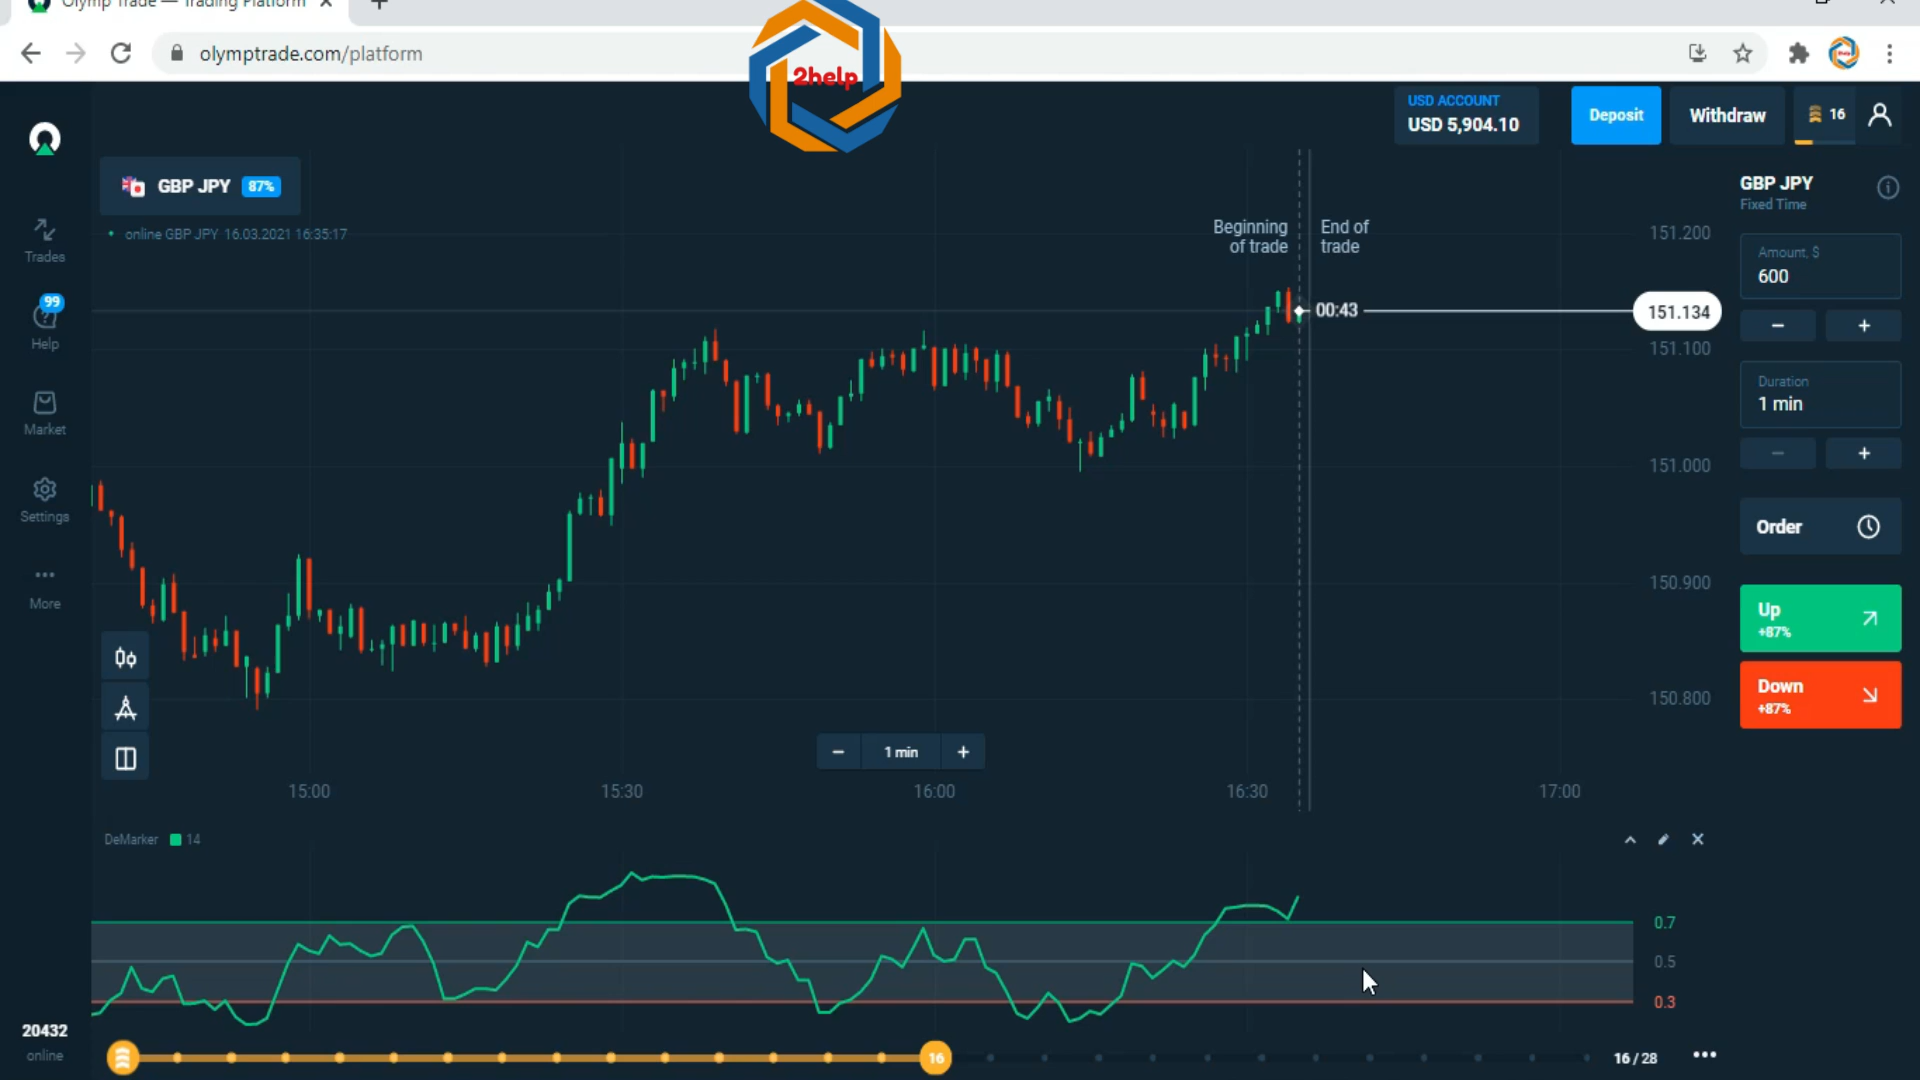 Olymp Trade — Trading Platform
olymptrade.com/platform
2help
USD ACCOUNT
USD 5,904.10
Deposit
Withdraw
16
GBP JPY 87%
online GBP JPY 16.03.2021 16:35:17
Trades
99
Help
Market
Settings
More
Beginning of trade
End of trade
00:43
151.200
151.134
151.100
151.000
150.900
150.800
GBP JPY
Fixed Time
Amount, $
600
Duration
1 min
Order
Up
+87%
Down
+87%
1 min
15:00
15:30
16:00
16:30
17:00
DeMarker 14
0.7
0.5
0.3
20432
online
16
16 / 28